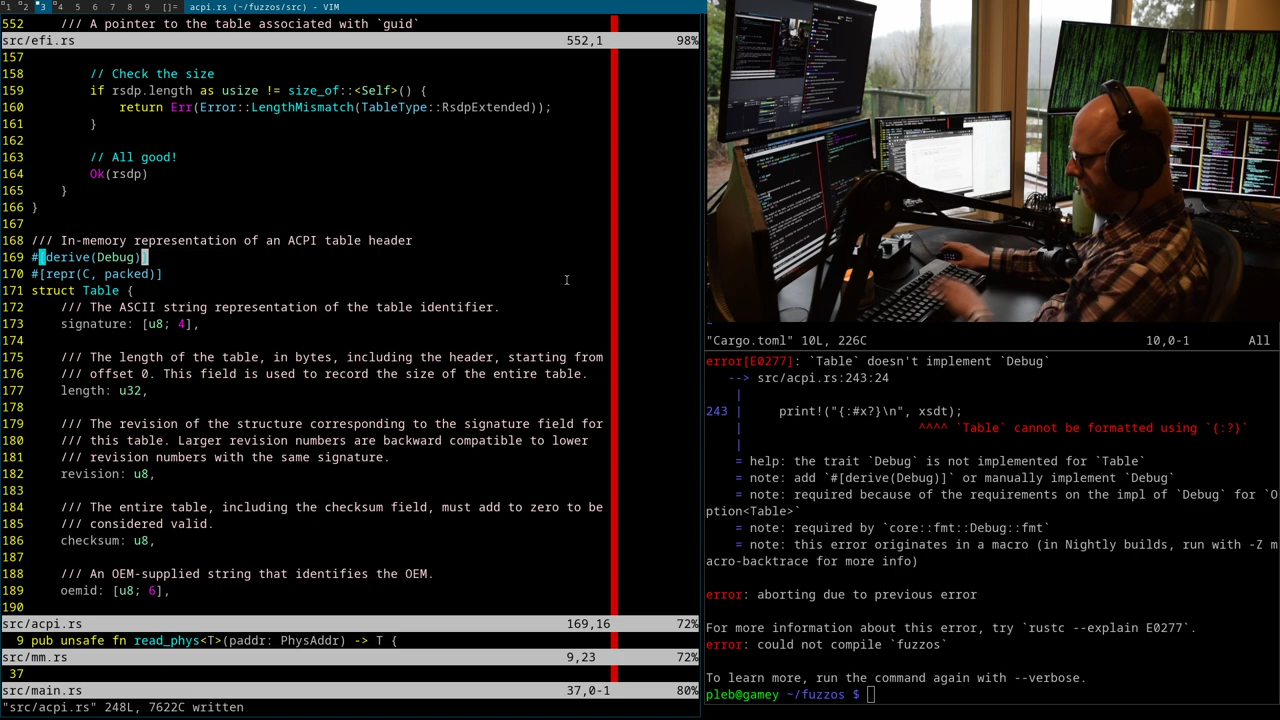 1 2 3 4 5 6 7 8 9 []= acpi.rs (~/fuzzos/src) - VIM
552     /// A pointer to the table associated with `guid`
src/efi.rs 552,1 98%
157
158         // Check the size
159         if rsdp.length as usize != size_of::<Self>() {
160             return Err(Error::LengthMismatch(TableType::RsdpExtended));
161         }
162
163         // All good!
164         Ok(rsdp)
165     }
166 }
167
168 /// In-memory representation of an ACPI table header
169 #[derive(Debug)]
170 #[repr(C, packed)]
171 struct Table {
172     /// The ASCII string representation of the table identifier.
173     signature: [u8; 4],
174
175     /// The length of the table, in bytes, including the header, starting from
176     /// offset 0. This field is used to record the size of the entire table.
177     length: u32,
178
179     /// The revision of the structure corresponding to the signature field for
180     /// this table. Larger revision numbers are backward compatible to lower
181     /// revision numbers with the same signature.
182     revision: u8,
183
184     /// The entire table, including the checksum field, must add to zero to be
185     /// considered valid.
186     checksum: u8,
187
188     /// An OEM-supplied string that identifies the OEM.
189     oemid: [u8; 6],
190
src/acpi.rs 169,16 72%
9 pub unsafe fn read_phys<T>(paddr: PhysAddr) -> T {
src/mm.rs 9,23 72%
37
src/main.rs 37,0-1 80%
"src/acpi.rs" 248L, 7622C written
~
"Cargo.toml" 10L, 226C 10,0-1 All
error[E0277]: `Table` doesn't implement `Debug`
--> src/acpi.rs:243:24
|
243 |     print!("{:#x?}\n", xsdt);
|                        ^^^^ `Table` cannot be formatted using `{:?}`
|
= help: the trait `Debug` is not implemented for `Table`
= note: add `#[derive(Debug)]` or manually implement `Debug`
= note: required because of the requirements on the impl of `Debug` for `O
ption<Table>`
= note: required by `core::fmt::Debug::fmt`
= note: this error originates in a macro (in Nightly builds, run with -Z m
acro-backtrace for more info)
error: aborting due to previous error
For more information about this error, try `rustc --explain E0277`.
error: could not compile `fuzzos`
To learn more, run the command again with --verbose.
pleb@gamey ~/fuzzos $